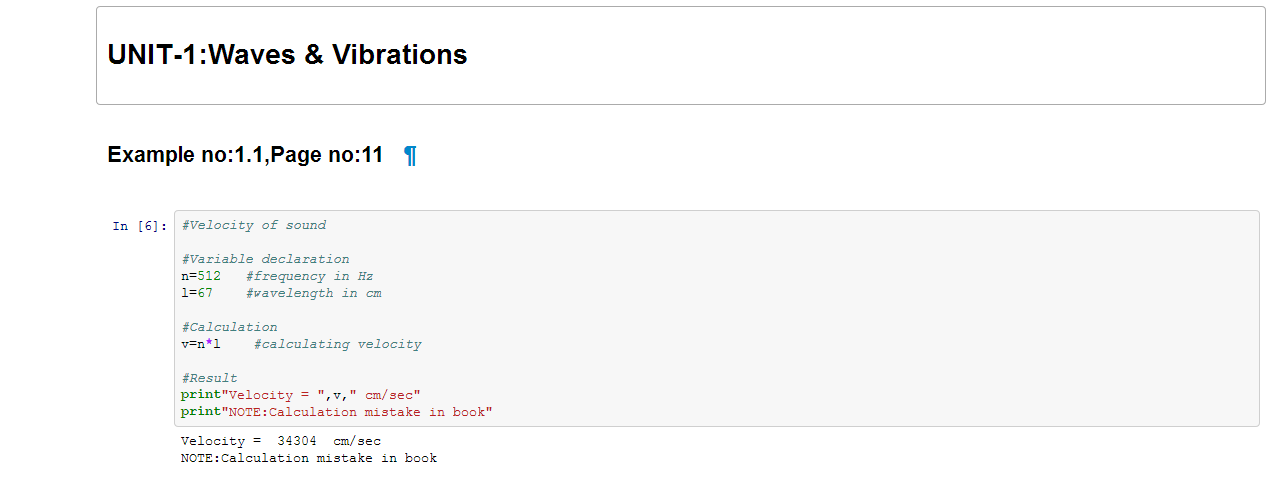 UNIT-1:Waves & Vibrations
Example no:1.1,Page no:11 ¶
In [6]: #Velocity of sound
#Variable declaration
n=512 #frequency in Hz
l=67 #wavelength in cm
#Calculation
v=n*l #calculating velocity
#Result
print"Velocity = ",v," cm/sec"
print"NOTE:Calculation mistake in book"
Velocity = 34304 cm/sec
NOTE:Calculation mistake in book